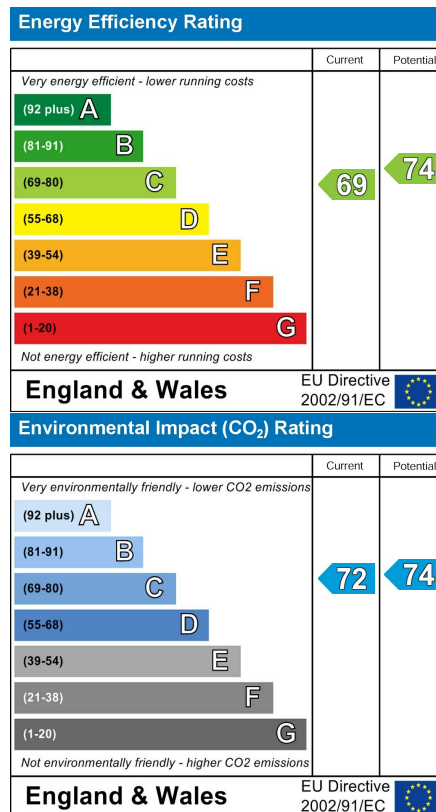 Energy Efficiency Rating
Current Potential
Very energy efficient - lower running costs
(92 plus) A
(81-91) B
(69-80) C
69 74
(55-68) D
(39-54) E
(21-38) F
(1-20) G
Not energy efficient - higher running costs
England & Wales
EU Directive
2002/91/EC
Environmental Impact (CO₂) Rating
Current Potential
Very environmentally friendly - lower CO2 emissions
(92 plus) A
(81-91) B
(69-80) C
72 74
(55-68) D
(39-54) E
(21-38) F
(1-20) G
Not environmentally friendly - higher CO2 emissions
England & Wales
EU Directive
2002/91/EC